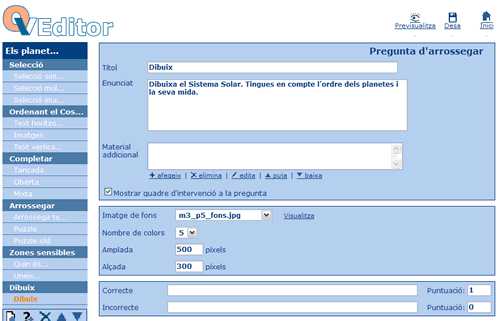 QVEditor
Previsualitza Desa Inici
Els planet...
Selecció
Selecció sim...
Selecció mul...
Selecció ima...
Ordenant el Cos...
Text horitzo...
Imatges
Text vertica...
Completar
Tancada
Oberta
Mixta
Arrossegar
Arrossega te...
Puzzle
Puzzle.old
Zones sensibles
Quin és...
Uneix...
Dibuix
Dibuix
Pregunta d'arrossegar
Títol Dibuix
Enunciat Dibuixa el Sistema Solar. Tingues en compte l'ordre dels planetes i
la seva mida.
Material
addicional
afegeix | elimina | edita | puja | baixa
Mostrar quadre d'intervenció a la pregunta
Imatge de fons m3_p5_fons.jpg Visualitza
Nombre de colors 5
Amplada 500 píxels
Alçada 300 píxels
Correcte Puntuació: 1
Incorrecte Puntuació: 0